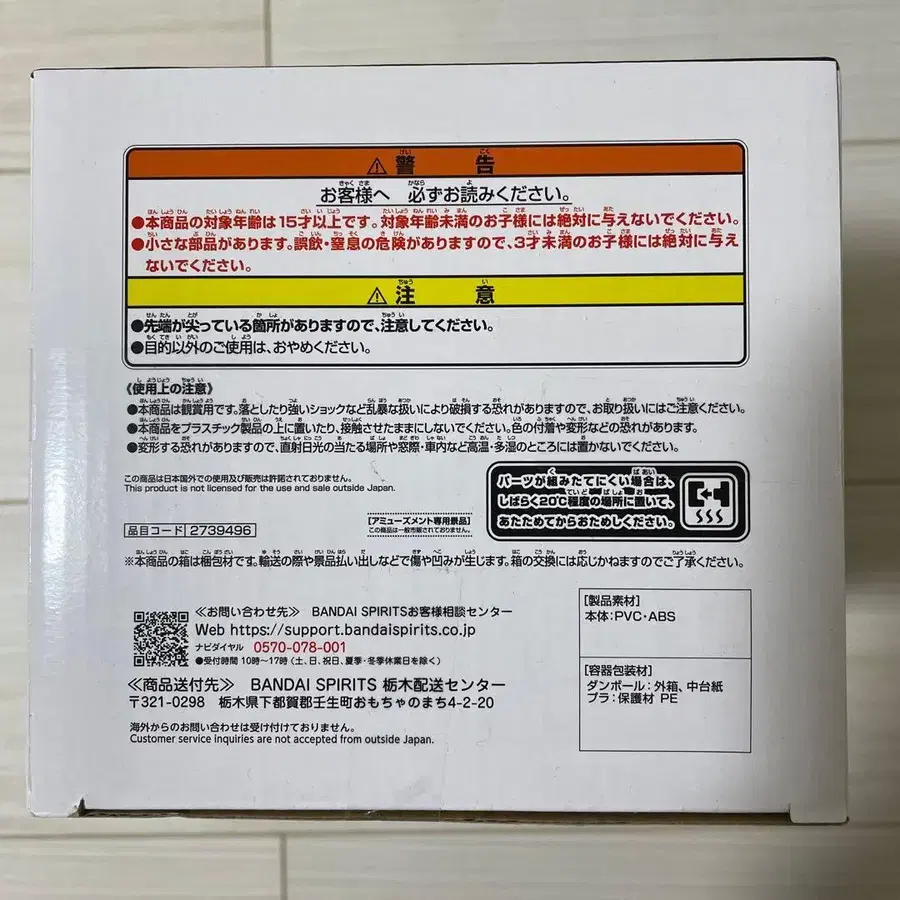 ⚠警告
お客様へ 必ずお読みください。
●本商品の対象年齢は15才以上です。対象年齢未満のお子様には絶対に与えないでください。
●小さな部品があります。誤飲・窒息の危険がありますので、3才未満のお子様には絶対に与え
ないでください。
⚠注意
●先端が尖っている箇所がありますので、注意してください。
●目的以外のご使用は、おやめください。
《使用上の注意》
●本商品は観賞用です。落としたり強いショックなど乱暴な扱いにより破損する恐れがありますので、お取り扱いにはご注意ください。
●本商品をプラスチック製品の上に置いたり、接触させたままにしないでください。色の付着や変形などの恐れがあります。
●変形する恐れがありますので、直射日光の当たる場所や窓際・車内など高温・多湿のところには置かないでください。
この商品は日本国外での使用及び販売は許諾されておりません。
This product is not licensed for the use and sale outside Japan.
パーツが組みたてにくい場合は、
しばらく20℃程度の場所に置いて、
あたためてからおためしください。
品目コード 2739496
【アミューズメント専用景品】
この商品は一般市販されておりません。
※本商品の箱は梱包材です。輸送の際や景品払い出しなどで傷や凹みが生じます。箱の交換には応じかねますのでご了承ください。
≪お問い合わせ先≫ BANDAI SPIRITSお客様相談センター
Web https://support.bandaispirits.co.jp
ナビダイヤル 0570-078-001
●受付時間 10時～17時(土、日、祝日、夏季・冬季休業日を除く)
≪商品送付先≫ BANDAI SPIRITS 栃木配送センター
〒321-0298 栃木県下都賀郡壬生町おもちゃのまち4-2-20
海外からのお問い合わせは受け付けておりません。
Customer service inquiries are not accepted from outside Japan.
[製品素材]
本体:PVC・ABS
[容器包装材]
ダンボール:外箱、中台紙
プラ:保護材 PE